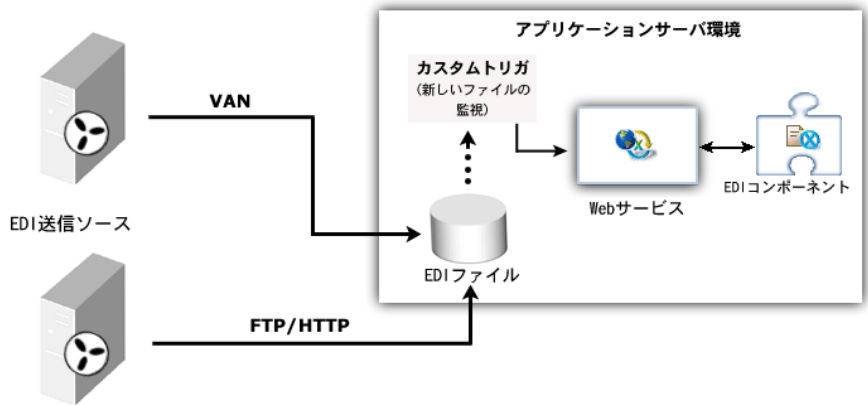 アプリケーションサーバ環境
カスタムトリガ
(新しいファイルの
監視)
VAN
Webサービス
EDIコンポーネント
EDI送信ソース
EDIファイル
FTP/HTTP